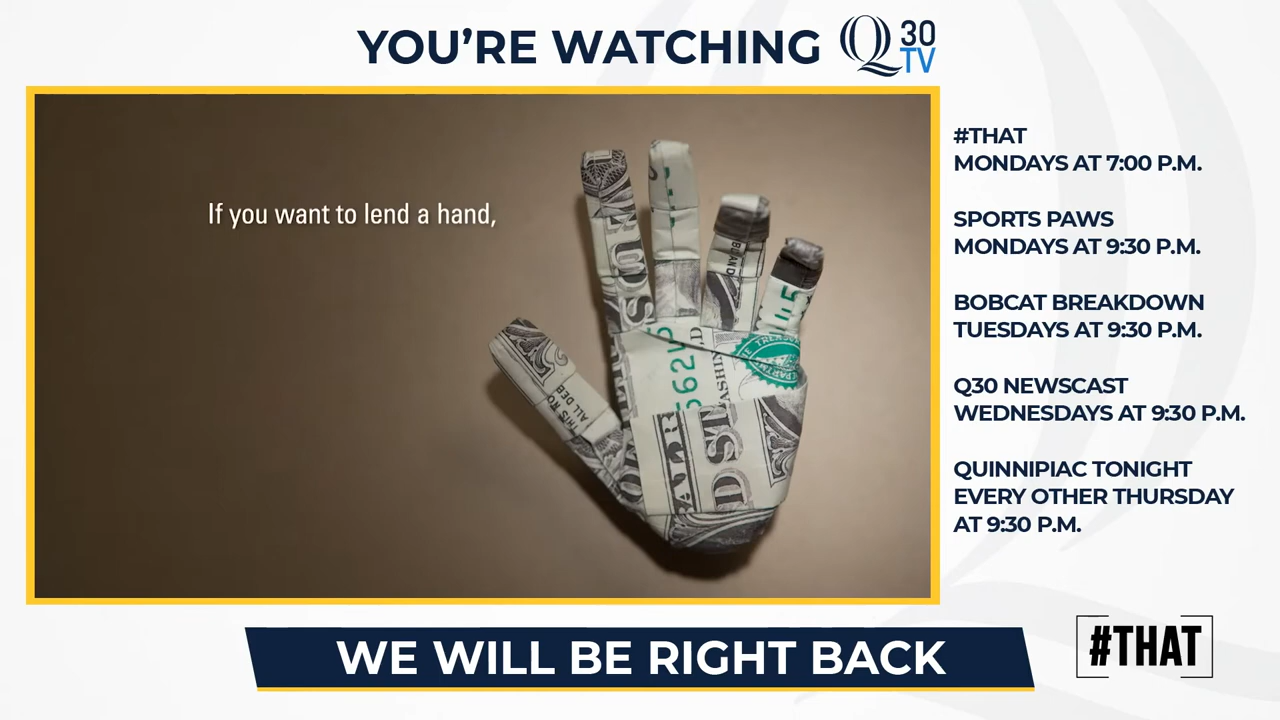 YOU'RE WATCHING Q 30 TV
If you want to lend a hand,
#THAT
MONDAYS AT 7:00 P.M.
SPORTS PAWS
MONDAYS AT 9:30 P.M.
BOBCAT BREAKDOWN
TUESDAYS AT 9:30 P.M.
Q30 NEWSCAST
WEDNESDAYS AT 9:30 P.M.
QUINNIPIAC TONIGHT
EVERY OTHER THURSDAY
AT 9:30 P.M.
WE WILL BE RIGHT BACK
#THAT